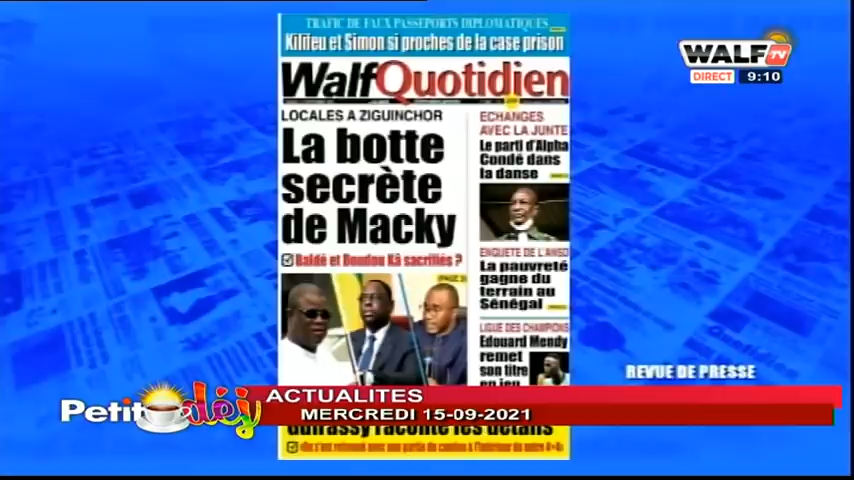 TRAFIC DE FAUX PASSEPORTS DIPLOMATIQUES
Kilifeu et Simon si proches de la case prison
WalfQuotidien
LOCALES A ZIGUINCHOR
La botte
secrète
de Macky
Baldé et Doudou Kâ sacrifiés ?
(PAGE 3)
ECHANGES
AVEC LA JUNTE
Le parti d'Alpha
Condé dans
la danse
ENQUETE DE L'ANSD
La pauvreté
gagne du
terrain au
Sénégal
LIGUE DES CHAMPIONS
Edouard Mendy
remet
son titre
en jeu
Guirassy raconte les détails
WALF TV
DIRECT 9:10
REVUE DE PRESSE
Petit déj
ACTUALITES
MERCREDI 15-09-2021